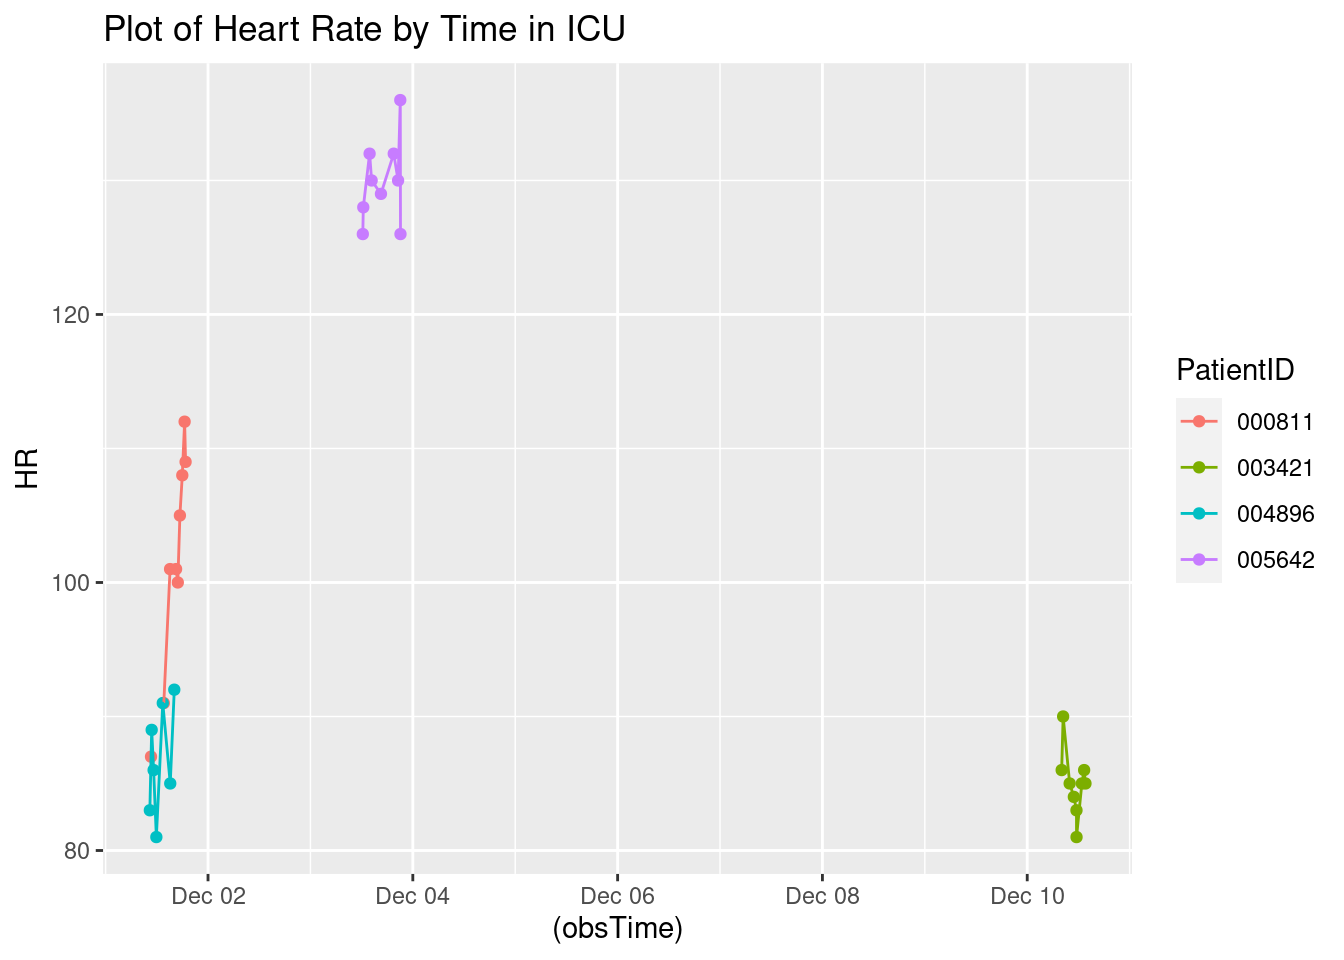 Plot of Heart Rate by Time in ICU
HR
120
100
80
Dec 02
Dec 04
Dec 06
Dec 08
Dec 10
(obsTime)
PatientID
000811
003421
004896
005642